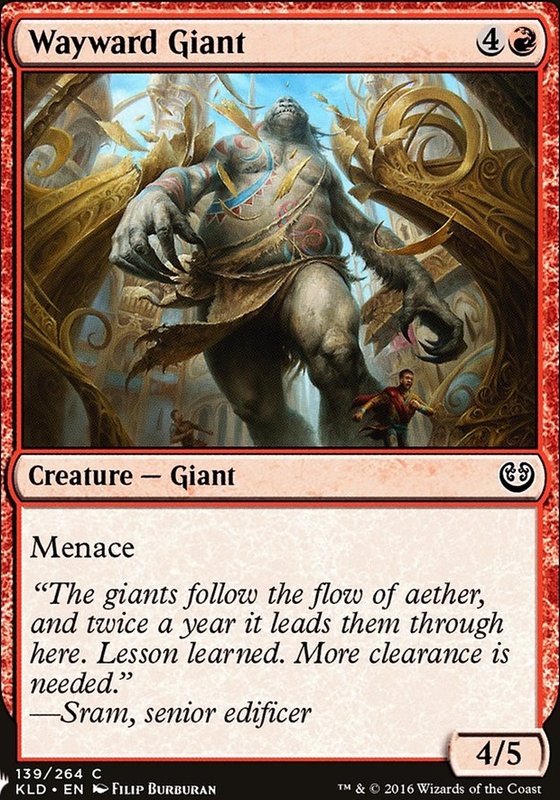 Wayward Giant 4
Creature — Giant
Menace
“The giants follow the flow of aether,
and twice a year it leads them through
here. Lesson learned. More clearance is
needed.”
—Sram, senior edificer
4/5
139/264 C
KLD • EN Filip Burburan
™ & © 2016 Wizards of the Coast